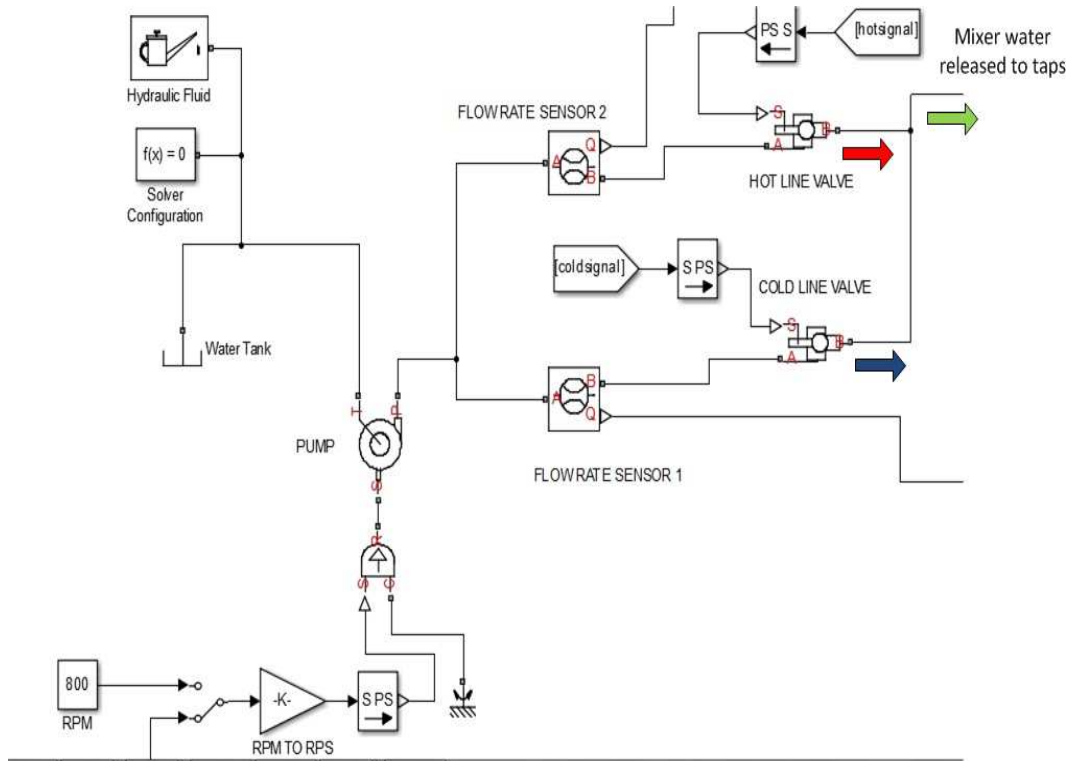 PS S
[hotsignal]
Mixer water
released to taps
Hydraulic Fluid
FLOW RATE SENSOR 2
S
Q
A
B
A
B
f(x) = 0
HOT LINE VALVE
Solver
Configuration
[coldsignal]
S PS
COLD LINE VALVE
S
B
Water Tank
A
B
A
Q
T
P
PUMP
FLOW RATE SENSOR 1
S
R
S
C
800
-K-
S PS
RPM
RPM TO RPS